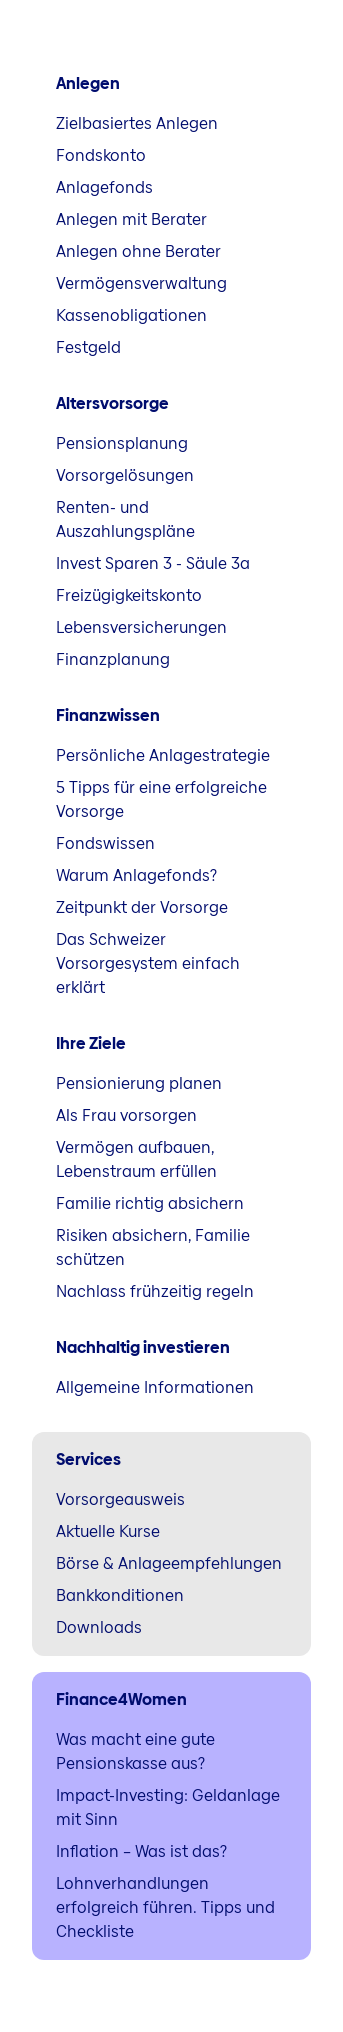 Anlegen
Zielbasiertes Anlegen
Fondskonto
Anlagefonds
Anlegen mit Berater
Anlegen ohne Berater
Vermögensverwaltung
Kassenobligationen
Festgeld
Altersvorsorge
Pensionsplanung
Vorsorgelösungen
Renten- und
Auszahlungspläne
Invest Sparen 3 - Säule 3a
Freizügigkeitskonto
Lebensversicherungen
Finanzplanung
Finanzwissen
Persönliche Anlagestrategie
5 Tipps für eine erfolgreiche
Vorsorge
Fondswissen
Warum Anlagefonds?
Zeitpunkt der Vorsorge
Das Schweizer
Vorsorgesystem einfach
erklärt
Ihre Ziele
Pensionierung planen
Als Frau vorsorgen
Vermögen aufbauen,
Lebenstraum erfüllen
Familie richtig absichern
Risiken absichern, Familie
schützen
Nachlass frühzeitig regeln
Nachhaltig investieren
Allgemeine Informationen
Services
Vorsorgeausweis
Aktuelle Kurse
Börse & Anlageempfehlungen
Bankkonditionen
Downloads
Finance4Women
Was macht eine gute
Pensionskasse aus?
Impact-Investing: Geldanlage
mit Sinn
Inflation – Was ist das?
Lohnverhandlungen
erfolgreich führen. Tipps und
Checkliste